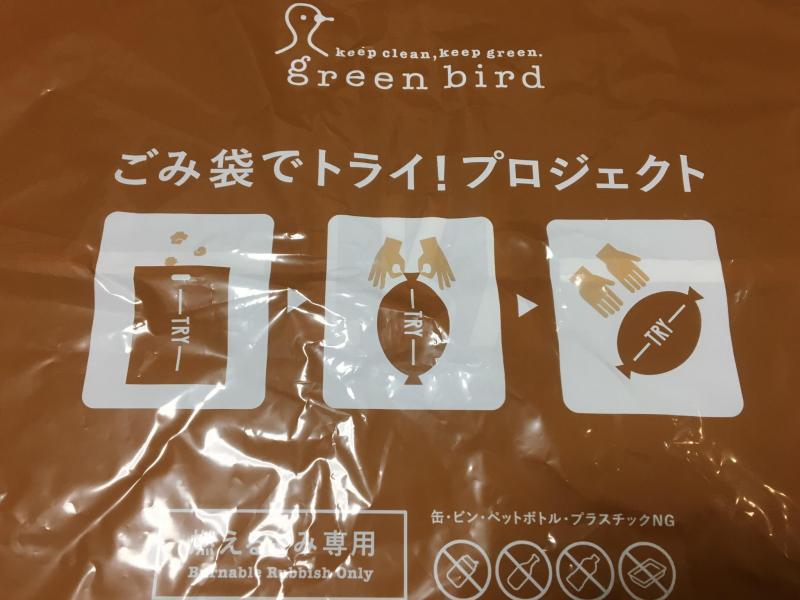 keep clean, keep green.
green bird
ごみ袋でトライ!プロジェクト
TRY
TRY
TRY
缶・ビン・ペットボトル・プラスチックNG
燃えるごみ専用
Burnable Rubbish Only